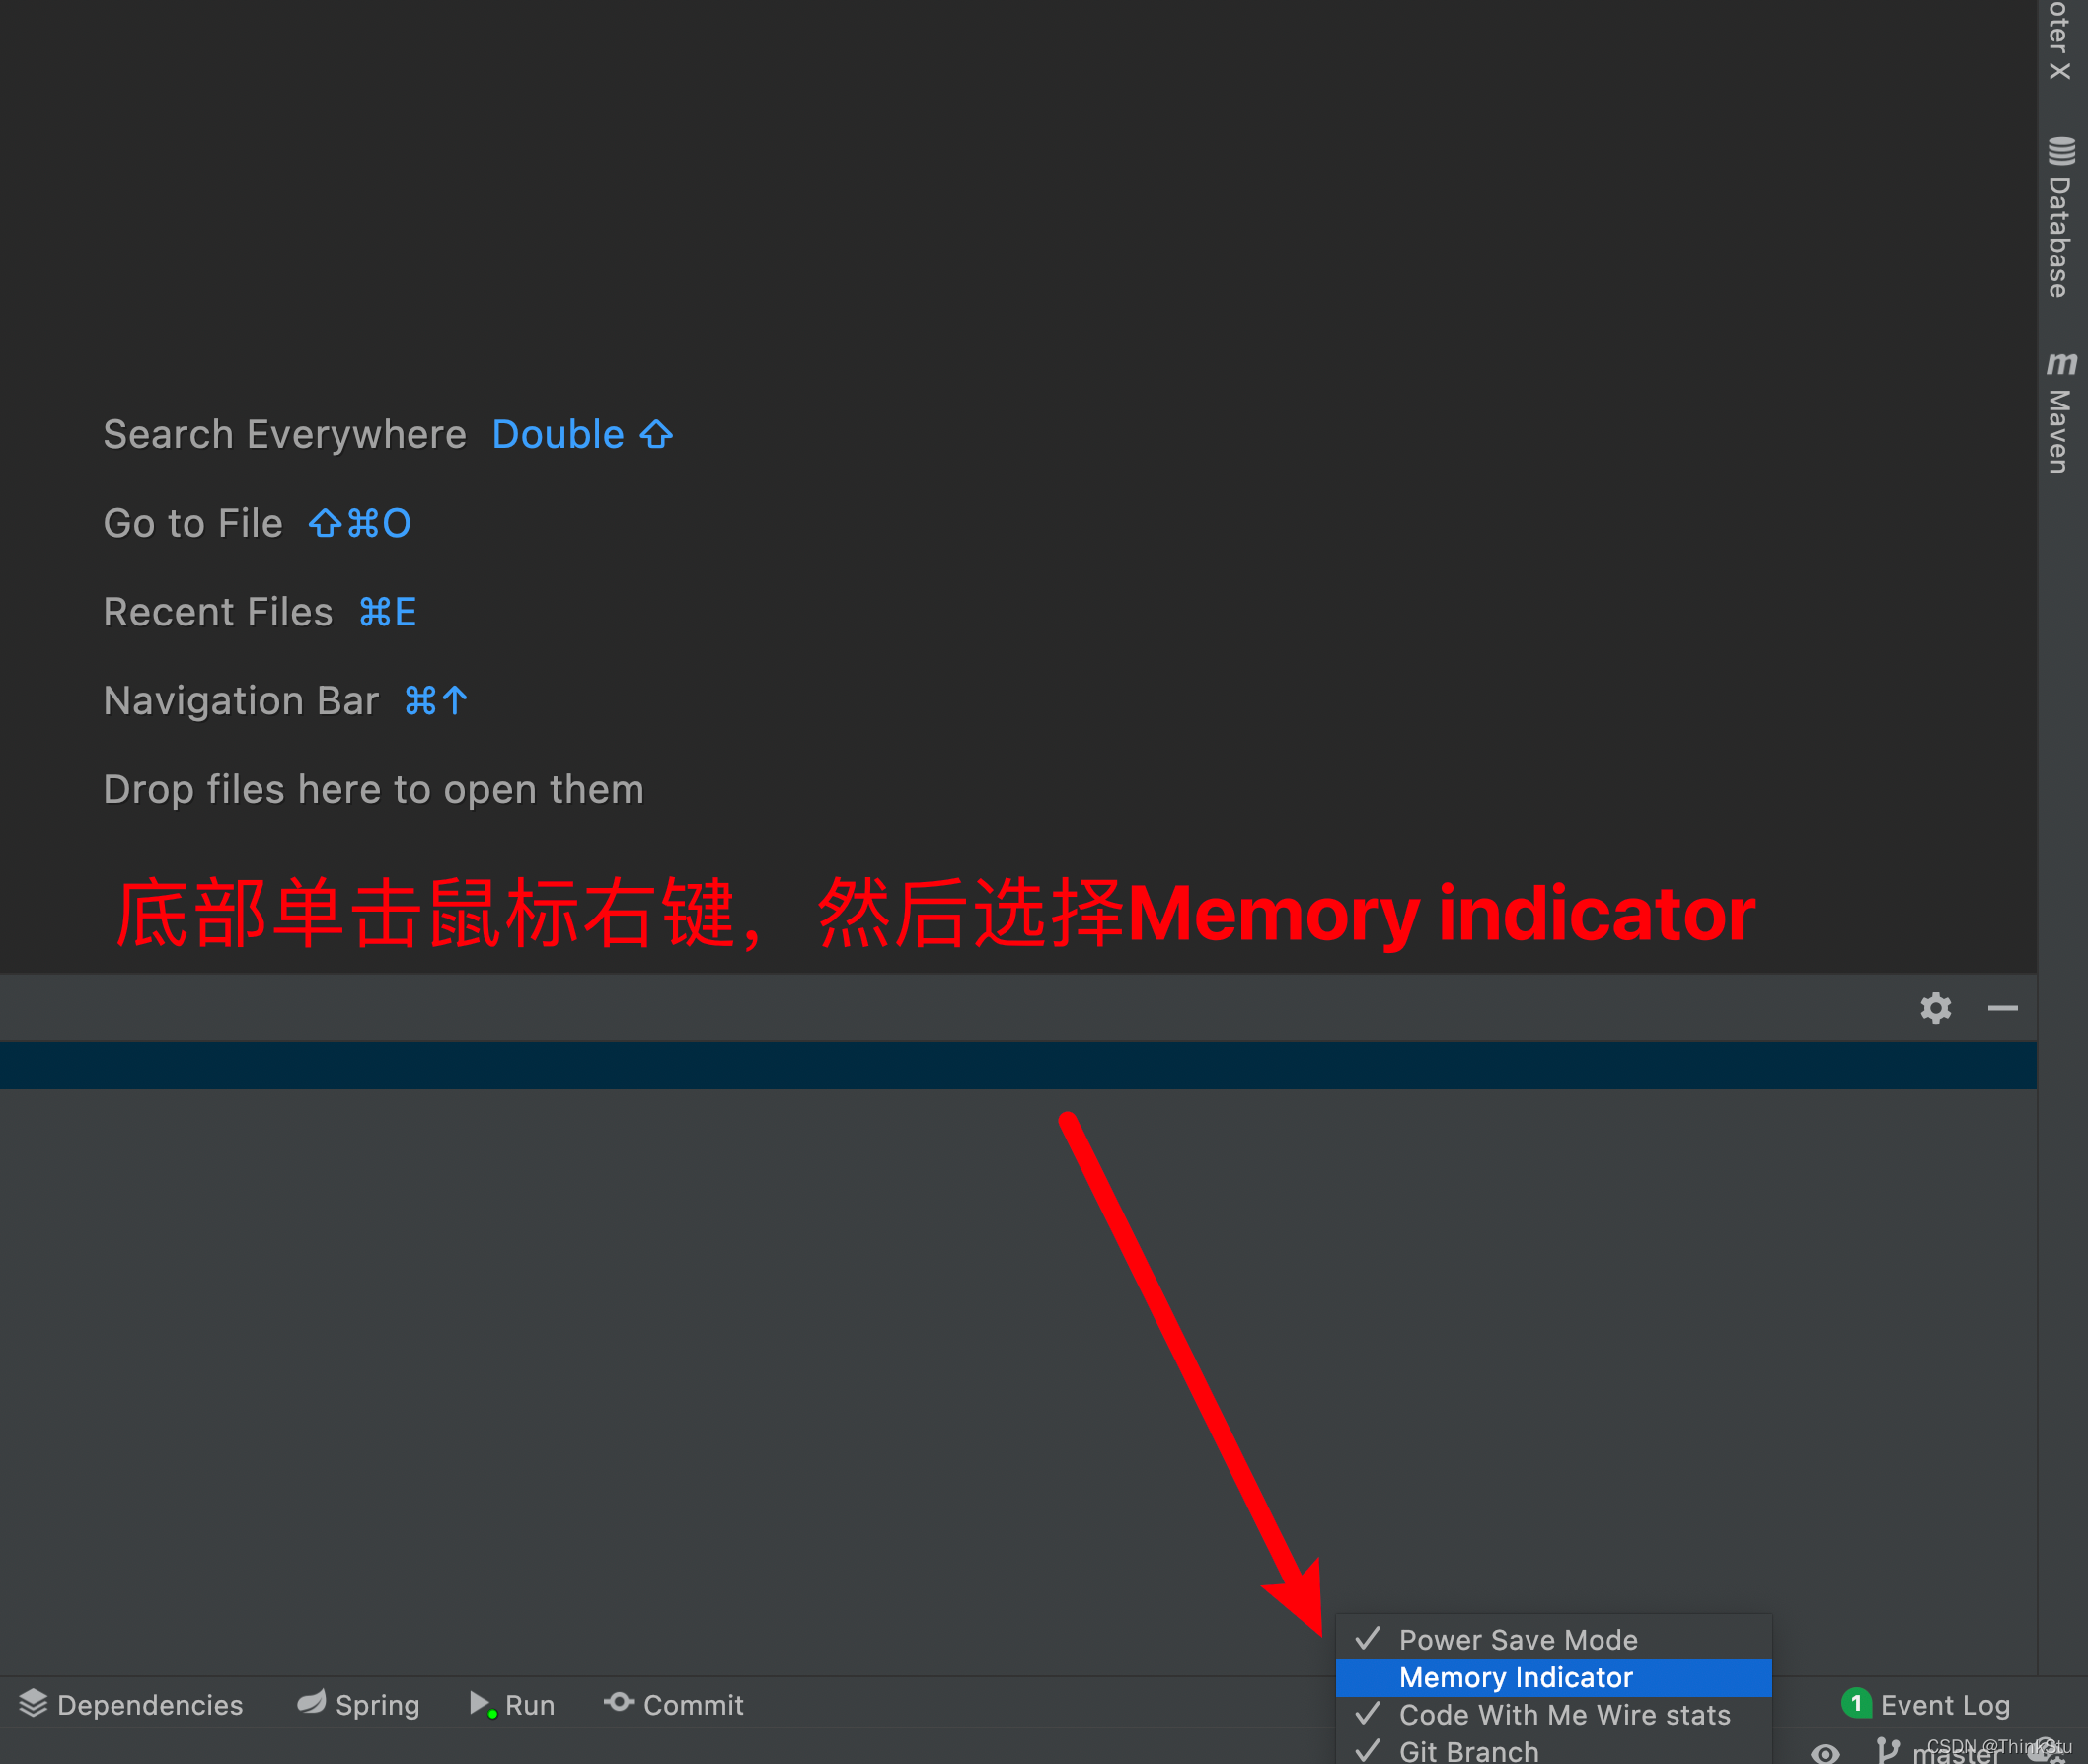 oter X
Database
Maven
Search Everywhere Double ⇧
Go to File ⇧⌘O
Recent Files ⌘E
Navigation Bar ⌘↑
Drop files here to open them
底部单击鼠标右键，然后选择Memory indicator
Power Save Mode
Memory Indicator
Code With Me Wire stats
Git Branch
Dependencies
Spring
Run
Commit
1 Event Log
master
CSDN @ThinkStu